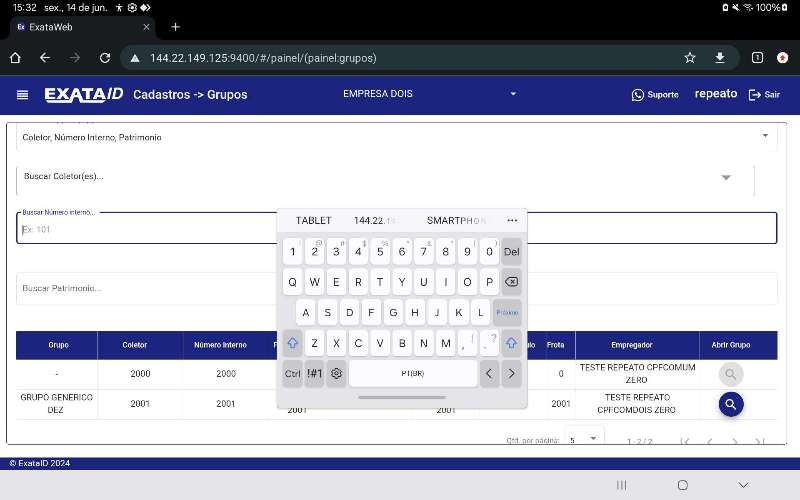 15:32 sex., 14 de jun. 100%
Ex ExataWeb
144.22.149.125:9400/#/painel/(painel:grupos)
EXATAID Cadastros -> Grupos EMPRESA DOIS Suporte repeato Sair
Coletor, Número Interno, Patrimonio
Buscar Coletor(es)...
Buscar Número interno...
Ex: 101
Buscar Patrimonio...
TABLET 144.22.1 SMARTPHON ...
1 2 3 4 5 6 7 8 9 0 Del
Q W E R T Y U I O P
A S D F G H J K L Próximo
Z X C V B N M , ! . ?
Ctrl !#1 PT(BR) < >
Grupo Coletor Número Interno Frota Empregador Abrir Grupo
- 2000 2000 0 TESTE REPEATO CPFCOMUM ZERO
GRUPO GENERICO DEZ 2001 2001 2001 2001 2001 TESTE REPEATO CPFCOMDOIS ZERO
Qtd. por página: 5 1 - 2 / 2
© ExataID 2024